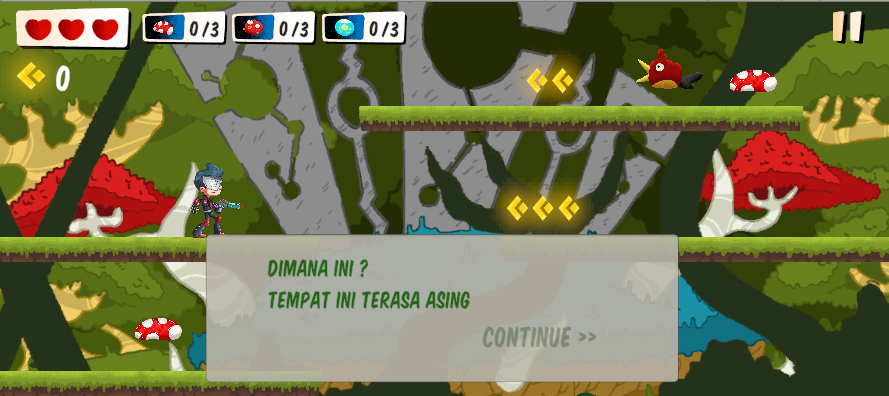 0/3 0/3 0/3
0
DIMANA INI ?
TEMPAT INI TERASA ASING
CONTINUE >>